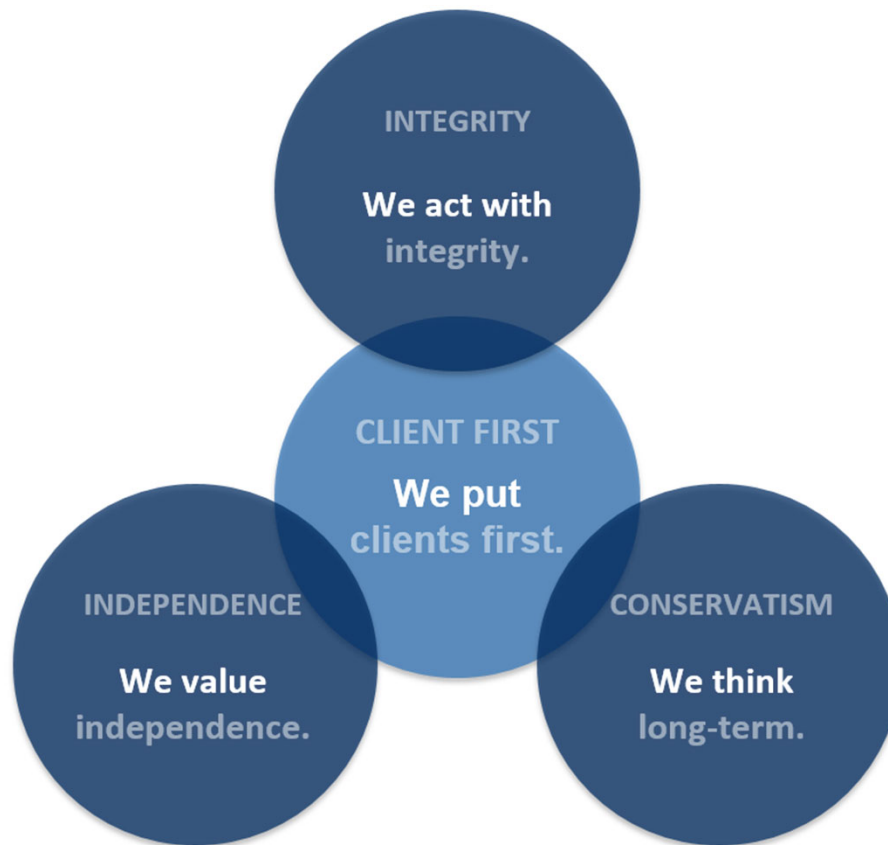 INTEGRITY
We act with
integrity.
CLIENT FIRST
We put
clients first.
INDEPENDENCE
We value
independence.
CONSERVATISM
We think
long-term.